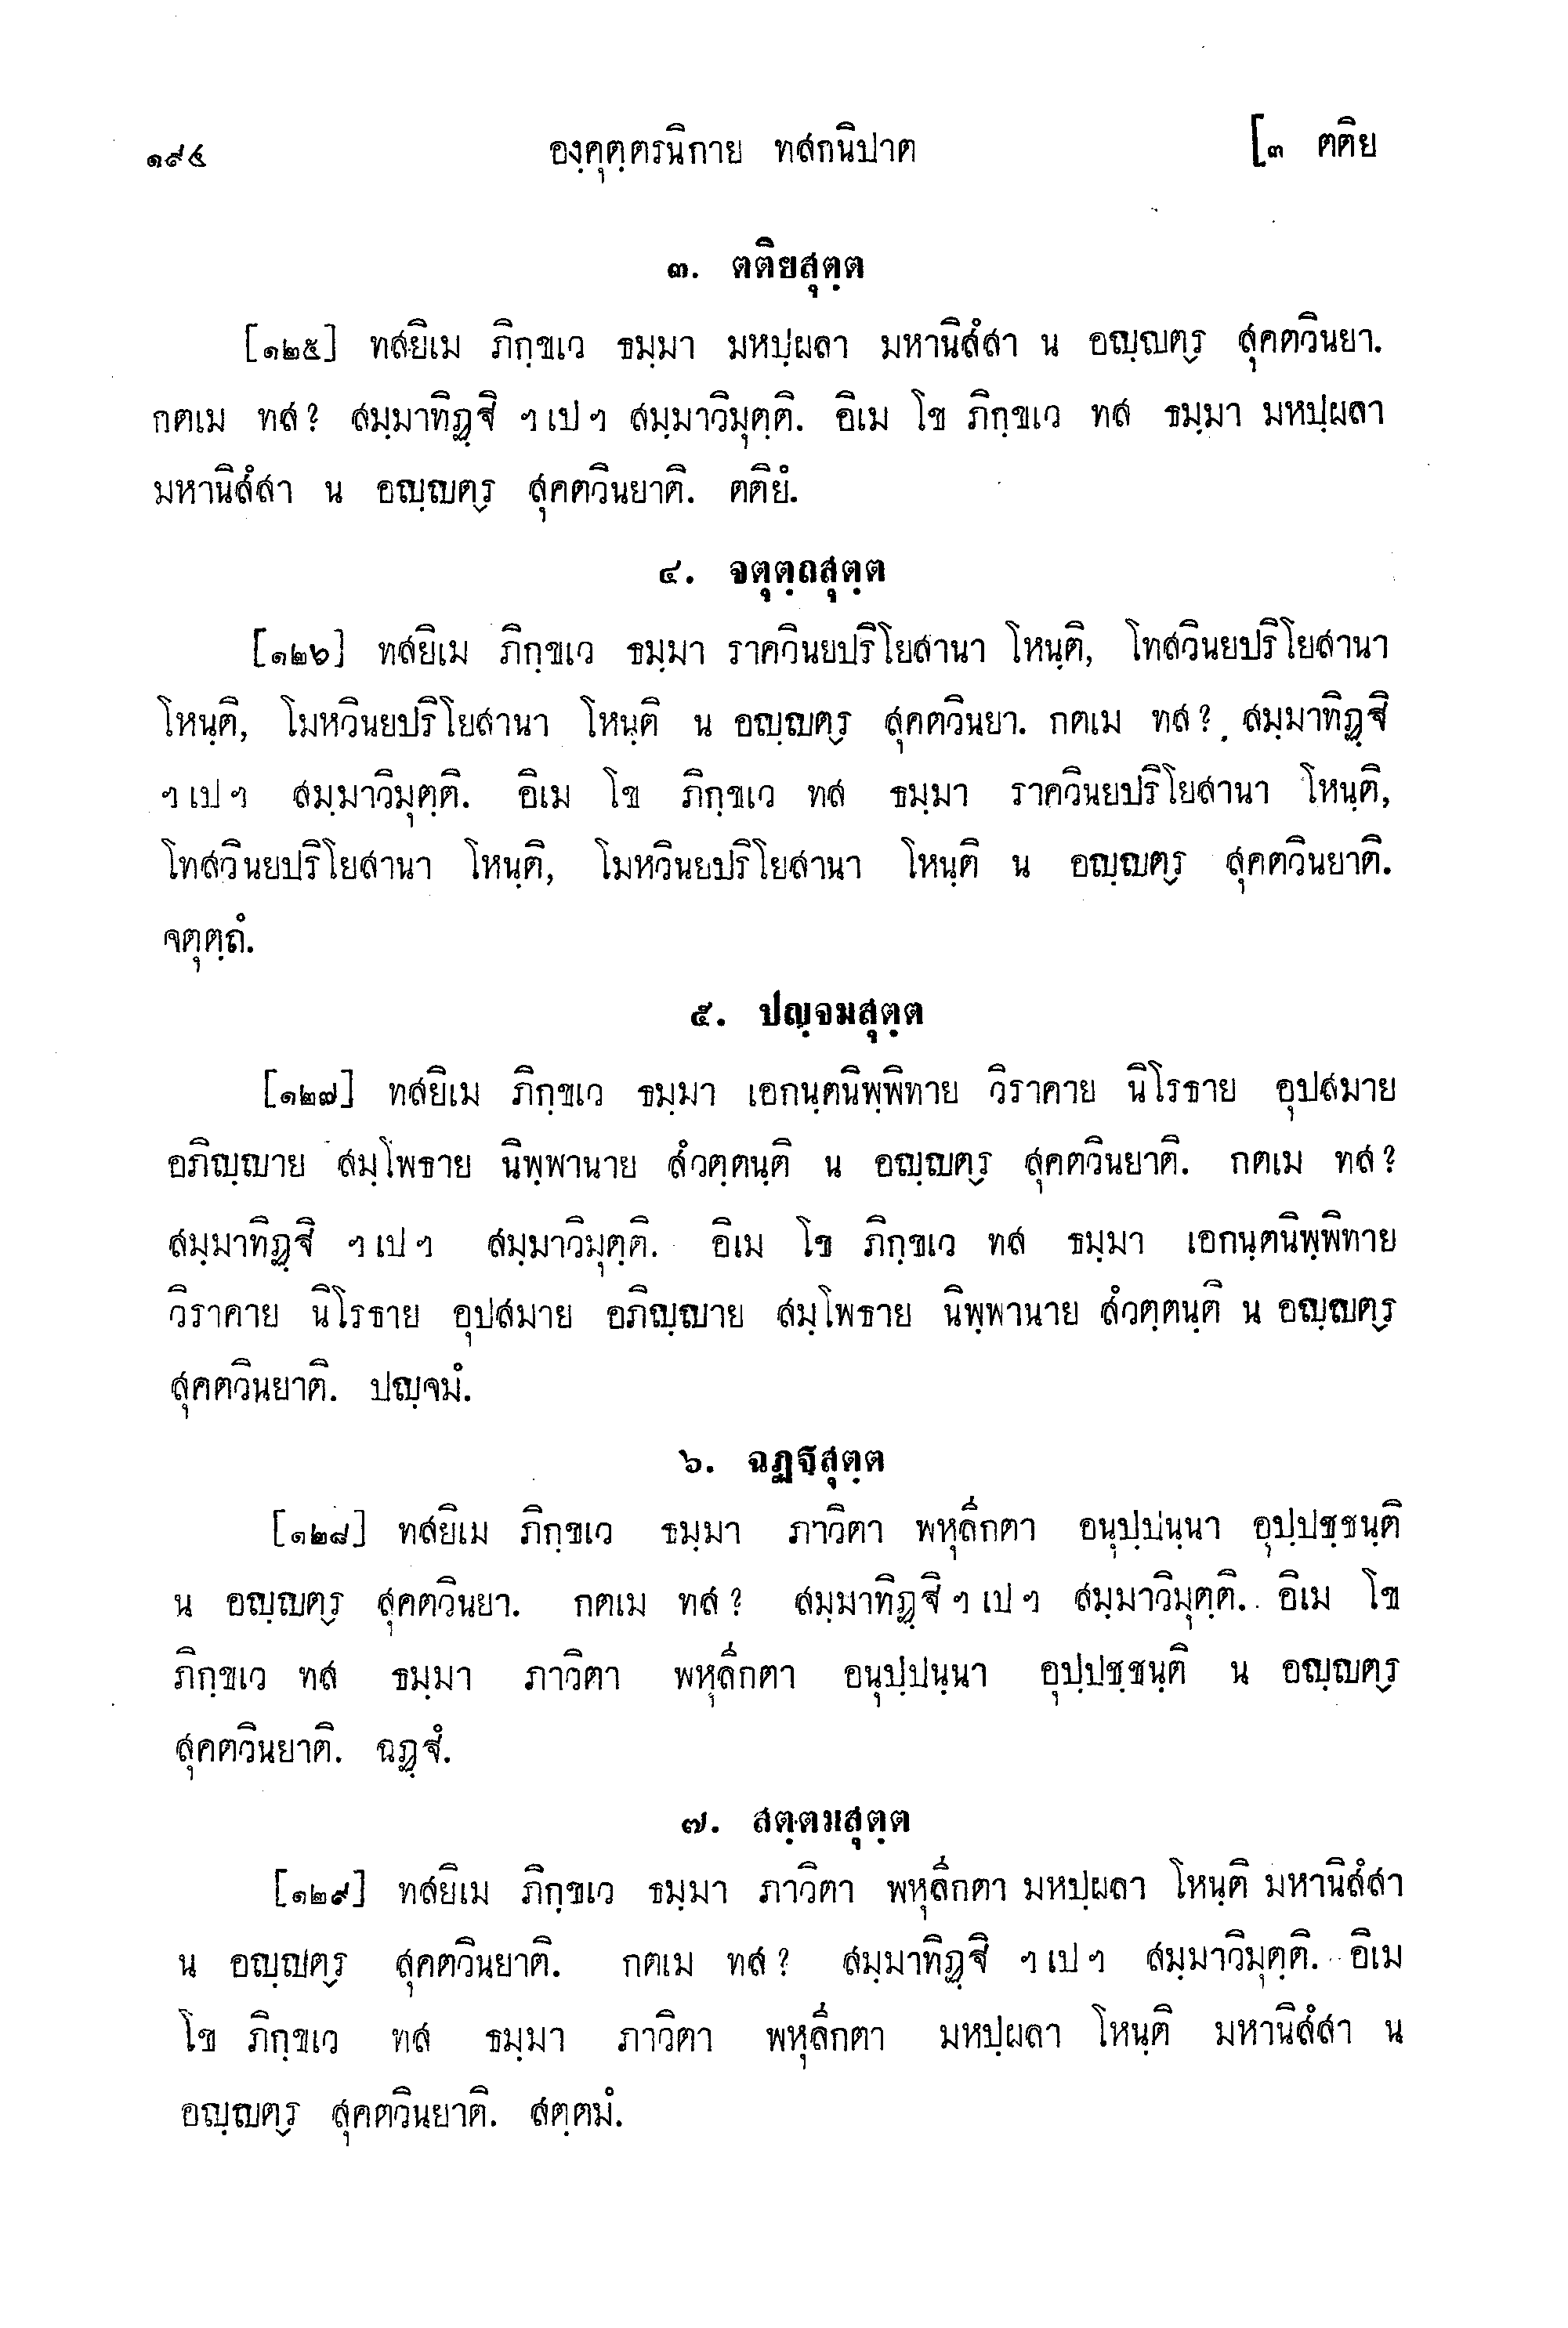 ๑๙๔ องฺคุตฺตรนิกาย ทสกนิปาต [๓ ตติย
๓. ตติยสุตฺต
[๑๒๕] ทสยิเม ภิกฺขเว ธมฺมา มหปฺผลา มหานิสํสา น อญฺญตฺร สุคตวินยา.
กตเม ทส? สมฺมาทิฏฺฐิ ฯเปฯ สมฺมาวิมุตฺติ. อิเม โข ภิกฺขเว ทส ธมฺมา มหปฺผลา
มหานิสํสา น อญฺญตฺร สุคตวินยาติ. ตติยํ.
๔. จตุตฺถสุตฺต
[๑๒๖] ทสยิเม ภิกฺขเว ธมฺมา ราควินยปริโยสานา โหนฺติ, โทสวินยปริโยสานา
โหนฺติ, โมหวินยปริโยสานา โหนฺติ น อญฺญตฺร สุคตวินยา. กตเม ทส? สมฺมาทิฏฺฐิ
ฯเปฯ สมฺมาวิมุตฺติ. อิเม โข ภิกฺขเว ทส ธมฺมา ราควินยปริโยสานา โหนฺติ,
โทสวินยปริโยสานา โหนฺติ, โมหวินยปริโยสานา โหนฺติ น อญฺญตฺร สุคตวินยาติ.
จตุตฺถํ.
๕. ปญฺจมสุตฺต
[๑๒๗] ทสยิเม ภิกฺขเว ธมฺมา เอกนฺตนิพฺพิทาย วิราคาย นิโรธาย อุปสมาย
อภิญฺญาย สมฺโพธาย นิพฺพานาย สํวตฺตนฺติ น อญฺญตฺร สุคตวินยาติ. กตเม ทส?
สมฺมาทิฏฺฐิ ฯเปฯ สมฺมาวิมุตฺติ. อิเม โข ภิกฺขเว ทส ธมฺมา เอกนฺตนิพฺพิทาย
วิราคาย นิโรธาย อุปสมาย อภิญฺญาย สมฺโพธาย นิพฺพานาย สํวตฺตนฺติ น อญฺญตฺร
สุคตวินยาติ. ปญฺจมํ.
๖. ฉฏฺฐสุตฺต
[๑๒๘] ทสยิเม ภิกฺขเว ธมฺมา ภาวิตา พหุลีกตา อนุปฺปนฺนา อุปฺปชฺชนฺติ
น อญฺญตฺร สุคตวินยา. กตเม ทส? สมฺมาทิฏฺฐิ ฯเปฯ สมฺมาวิมุตฺติ. อิเม โข
ภิกฺขเว ทส ธมฺมา ภาวิตา พหุลีกตา อนุปฺปนฺนา อุปฺปชฺชนฺติ น อญฺญตฺร
สุคตวินยาติ. ฉฏฺฐํ.
๗. สตฺตมสุตฺต
[๑๒๙] ทสยิเม ภิกฺขเว ธมฺมา ภาวิตา พหุลีกตา มหปฺผลา โหนฺติ มหานิสํสา
น อญฺญตฺร สุคตวินยาติ. กตเม ทส? สมฺมาทิฏฺฐิ ฯเปฯ สมฺมาวิมุตฺติ. อิเม
โข ภิกฺขเว ทส ธมฺมา ภาวิตา พหุลีกตา มหปฺผลา โหนฺติ มหานิสํสา น
อญฺญตฺร สุคตวินยาติ. สตฺตมํ.